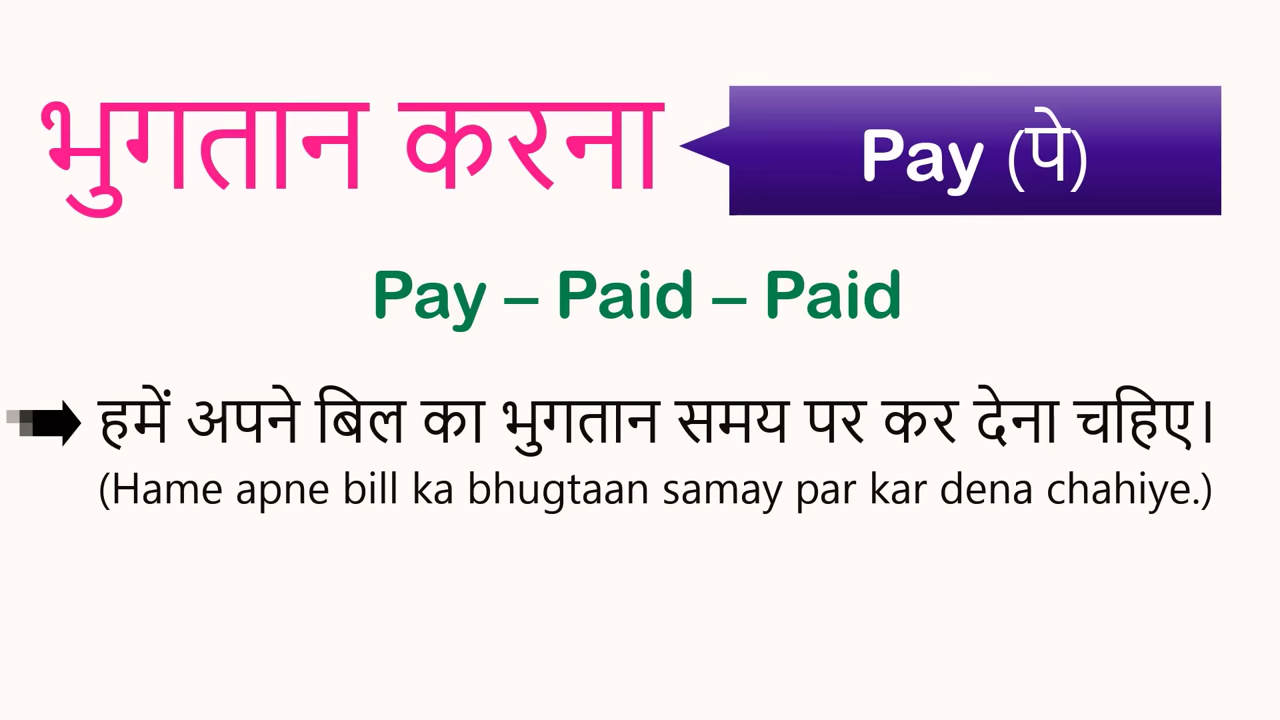 भुगतान करना
Pay (पे)
Pay – Paid – Paid
हमें अपने बिल का भुगतान समय पर कर देना चहिए।
(Hame apne bill ka bhugtaan samay par kar dena chahiye.)